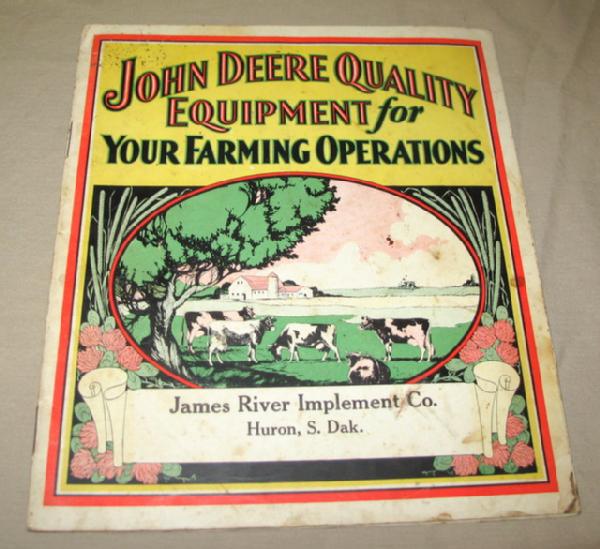 JOHN DEERE QUALITY
EQUIPMENT for
YOUR FARMING OPERATIONS
James River Implement Co.
Huron, S. Dak.